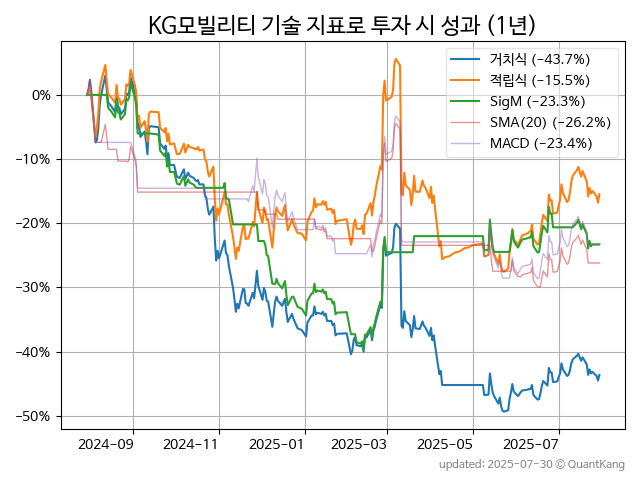 KG모빌리티 기술 지표로 투자 시 성과 (1년)
거치식 (−43.7%)
적립식 (−15.5%)
SigM (−23.3%)
SMA(20) (−26.2%)
MACD (−23.4%)
0%
−10%
−20%
−30%
−40%
−50%
2024-09 2024-11 2025-01 2025-03 2025-05 2025-07
updated: 2025-07-30 © QuantKang